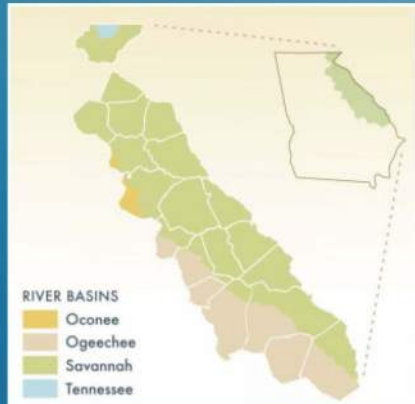 RIVER BASINS
Oconee
Ogeechee
Savannah
Tennessee